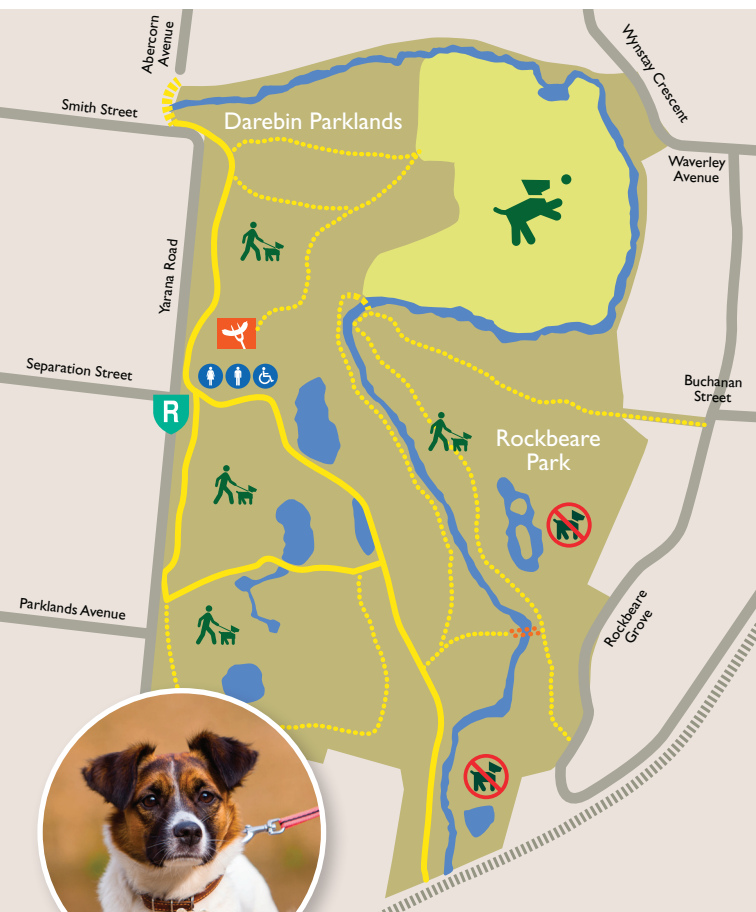 Abercorn
Avenue
Wynstay Crescent
Smith Street
Darebin Parklands
Waverley
Avenue
Yarana Road
Separation Street
Buchanan
Street
R
Rockbeare
Park
Parklands Avenue
Rockbeare
Grove